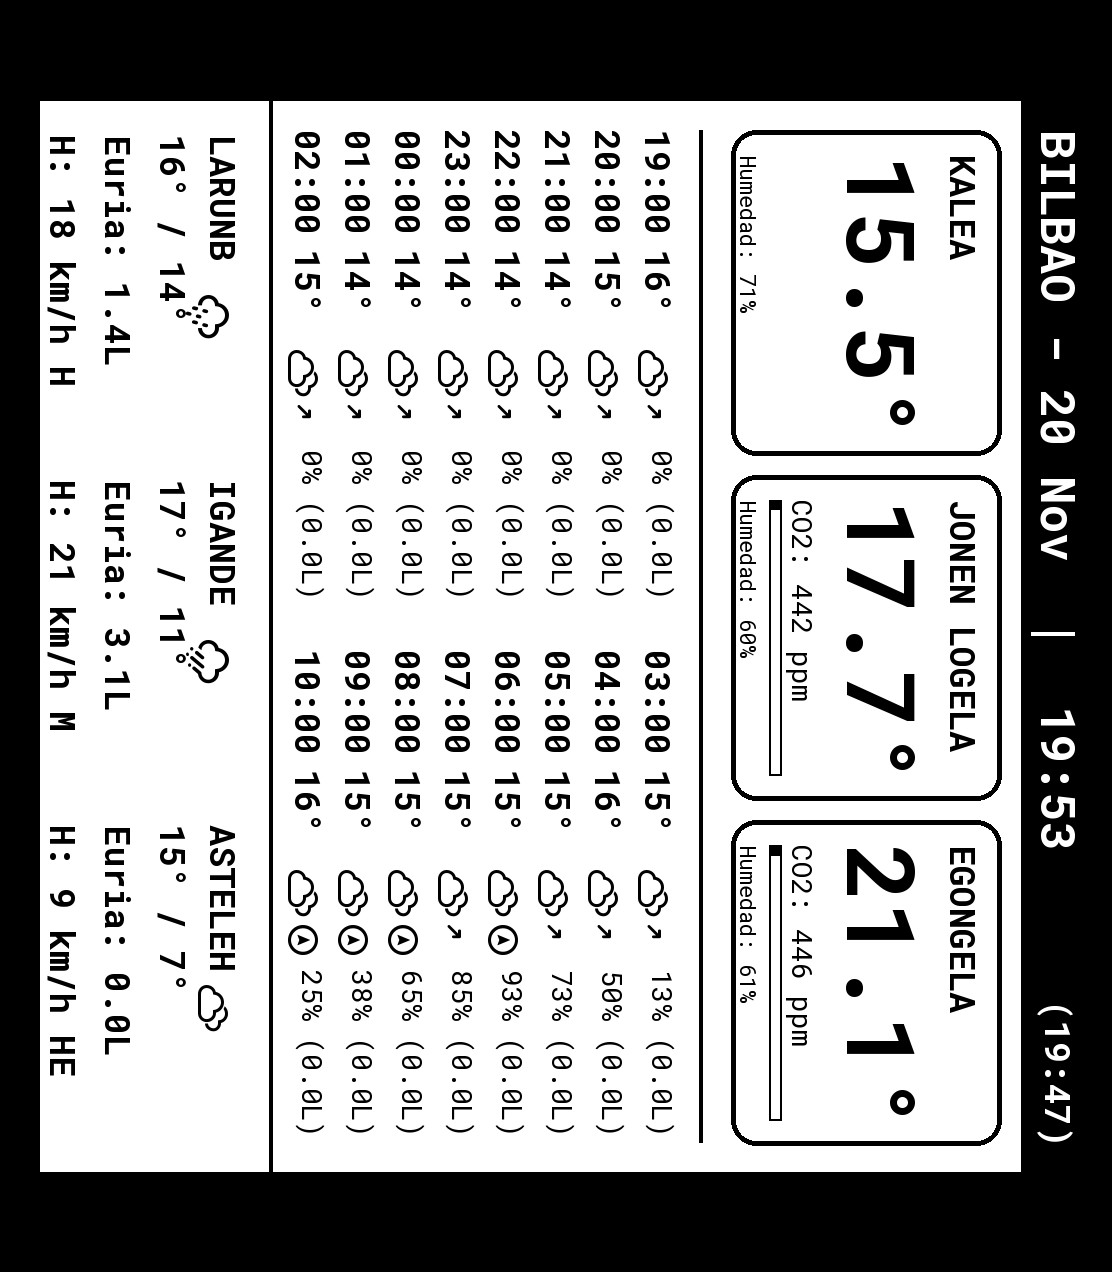 BILBAO - 20 Nov | 19:53 (19:47)
KALEA
15.5°
Humedad: 71%
JONEN LOGELA
17.7°
CO2: 442 ppm
Humedad: 60%
EGONGELA
21.1°
CO2: 446 ppm
Humedad: 61%
19:00 16° ↗ 0% (0.0L)
20:00 15° ↗ 0% (0.0L)
21:00 14° ↗ 0% (0.0L)
22:00 14° ↗ 0% (0.0L)
23:00 14° ↗ 0% (0.0L)
00:00 14° ↗ 0% (0.0L)
01:00 14° ↗ 0% (0.0L)
02:00 15° ↗ 0% (0.0L)
03:00 15° ↗ 13% (0.0L)
04:00 16° ↗ 50% (0.0L)
05:00 15° ↗ 73% (0.0L)
06:00 15° 93% (0.0L)
07:00 15° ↗ 85% (0.0L)
08:00 15° 65% (0.0L)
09:00 15° 38% (0.0L)
10:00 16° 25% (0.0L)
LARUNB
16° / 14°
Euria: 1.4L
H: 18 km/h H
IGANDE
17° / 11°
Euria: 3.1L
H: 21 km/h M
ASTELEH
15° / 7°
Euria: 0.0L
H: 9 km/h HE